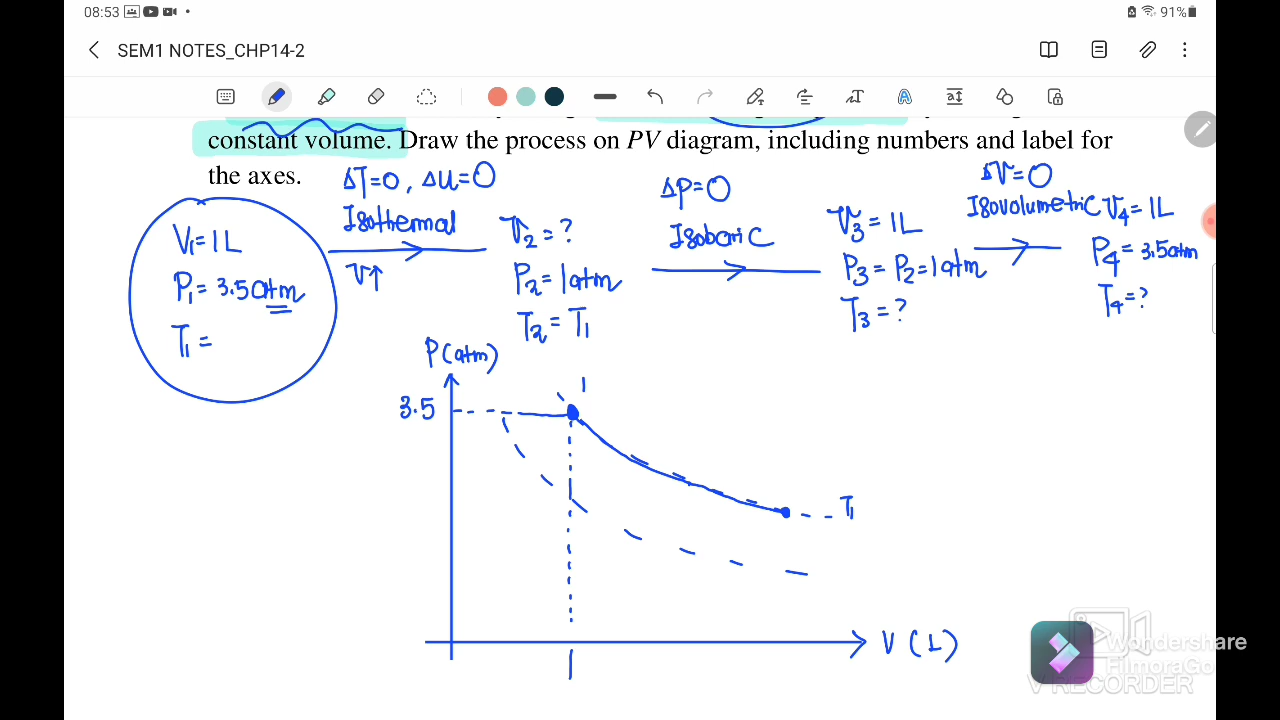 08:53
91%
SEM1 NOTES_CHP14-2
constant volume. Draw the process on PV diagram, including numbers and label for
the axes.
ΔT=0, ΔU=0
Isothermal
V↑
V₁=1L
P₁=3.5atm
T₁=
V₂=?
P₂=1atm
T₂=T₁
ΔP=0
Isobaric
V₃=1L
P₃=P₂=1atm
T₃=?
ΔV=0
Isovolumetric
V₄=1L
P₄=3.5atm
T₄=?
P(atm)
3.5
1
T₁
1
V (L)
Wondershare
FilmoraGo
V RECORDER